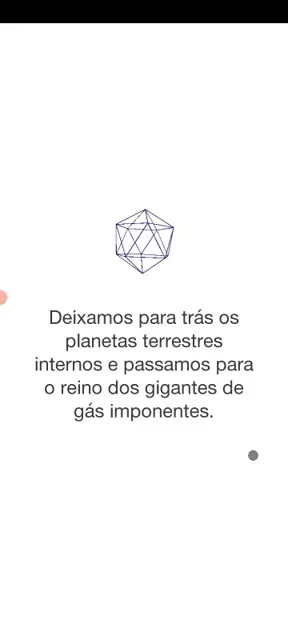 Deixamos para trás os
planetas terrestres
internos e passamos para
o reino dos gigantes de
gás imponentes.